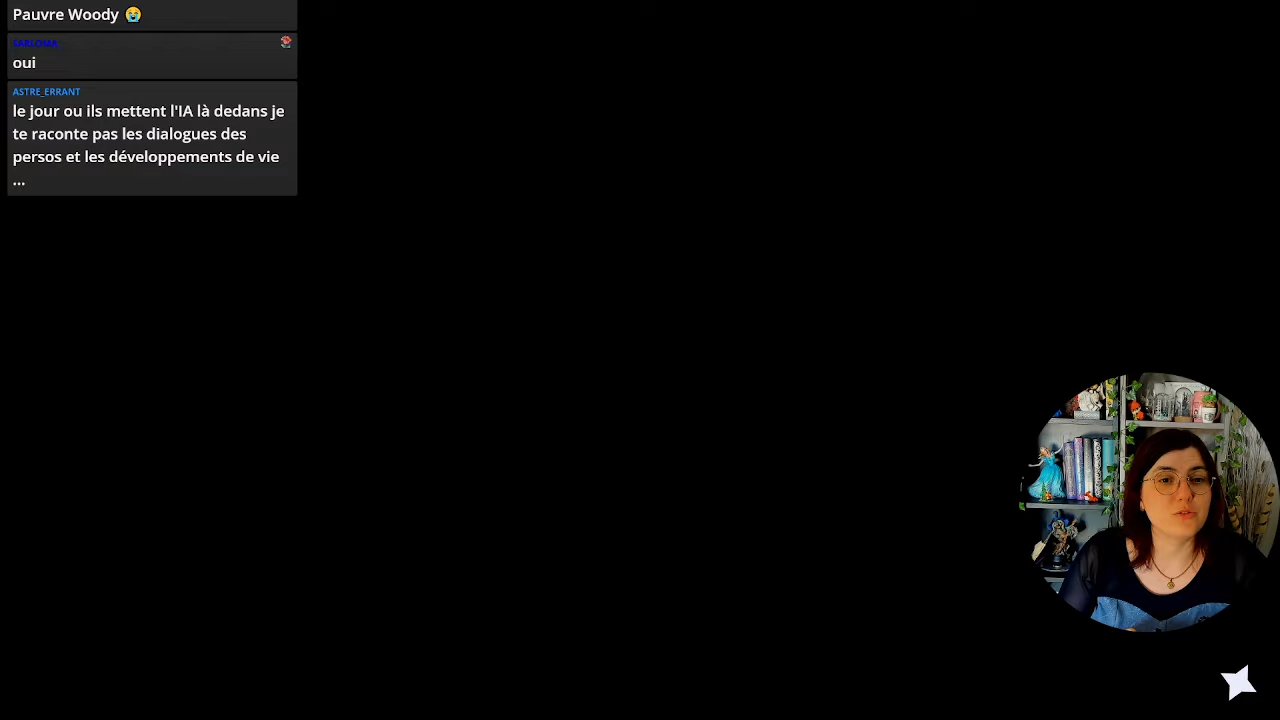 Pauvre Woody 😭
SABLOMA
oui
ASTRE_ERRANT
le jour ou ils mettent l'IA là dedans je
te raconte pas les dialogues des
persos et les développements de vie
...